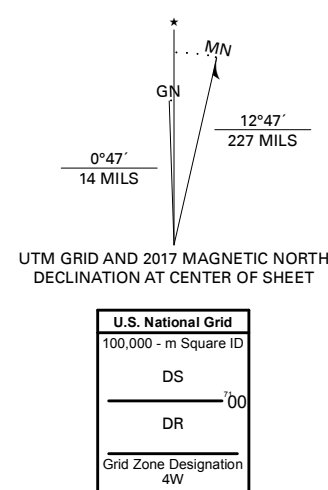 ★
MN
GN
12°47´
227 MILS
0°47´
14 MILS
UTM GRID AND 2017 MAGNETIC NORTH
DECLINATION AT CENTER OF SHEET
U.S. National Grid
100,000 - m Square ID
DS
7100
DR
Grid Zone Designation
4W